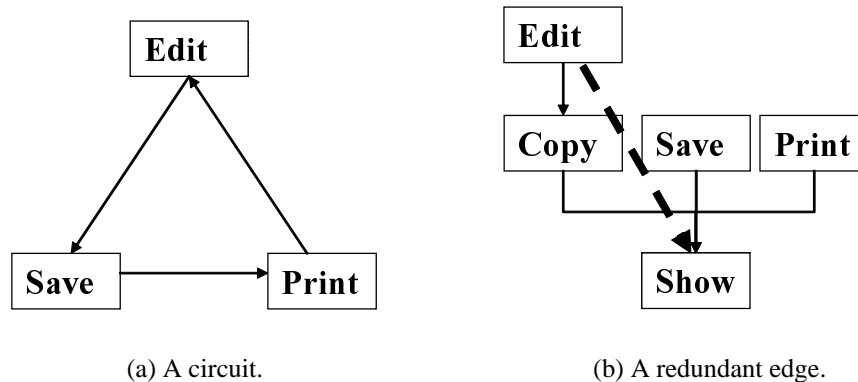 Edit
Save
Print
(a) A circuit.
Edit
Copy
Save
Print
Show
(b) A redundant edge.